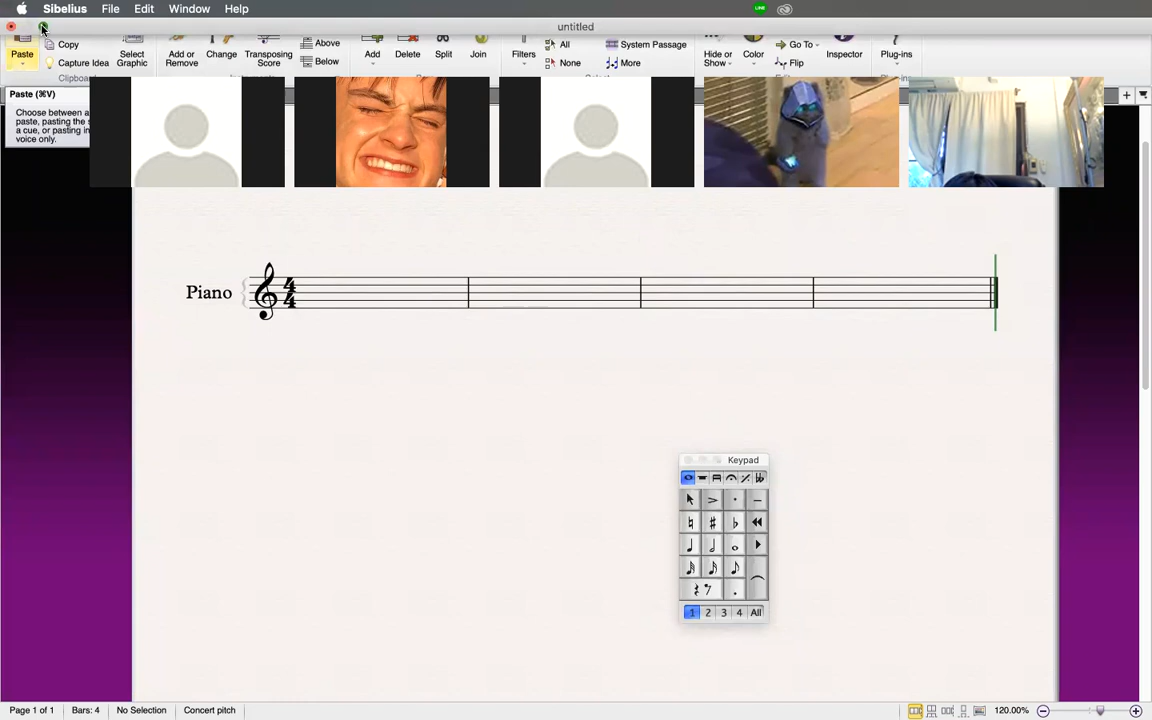 Sibelius File Edit Window Help LINE
untitled
Paste Copy Select Graphic Add or Remove Change Transposing Score Above Add Delete Split Join Filters All System Passage Hide or Show Color Go To Inspector Plug-ins
Capture Idea Below None More Flip
Paste (⌘V)
Choose between a
paste, pasting the s
a cue, or pasting in
voice only.
Piano
Keypad
1 2 3 4 All
Page 1 of 1 Bars: 4 No Selection Concert pitch 120.00%